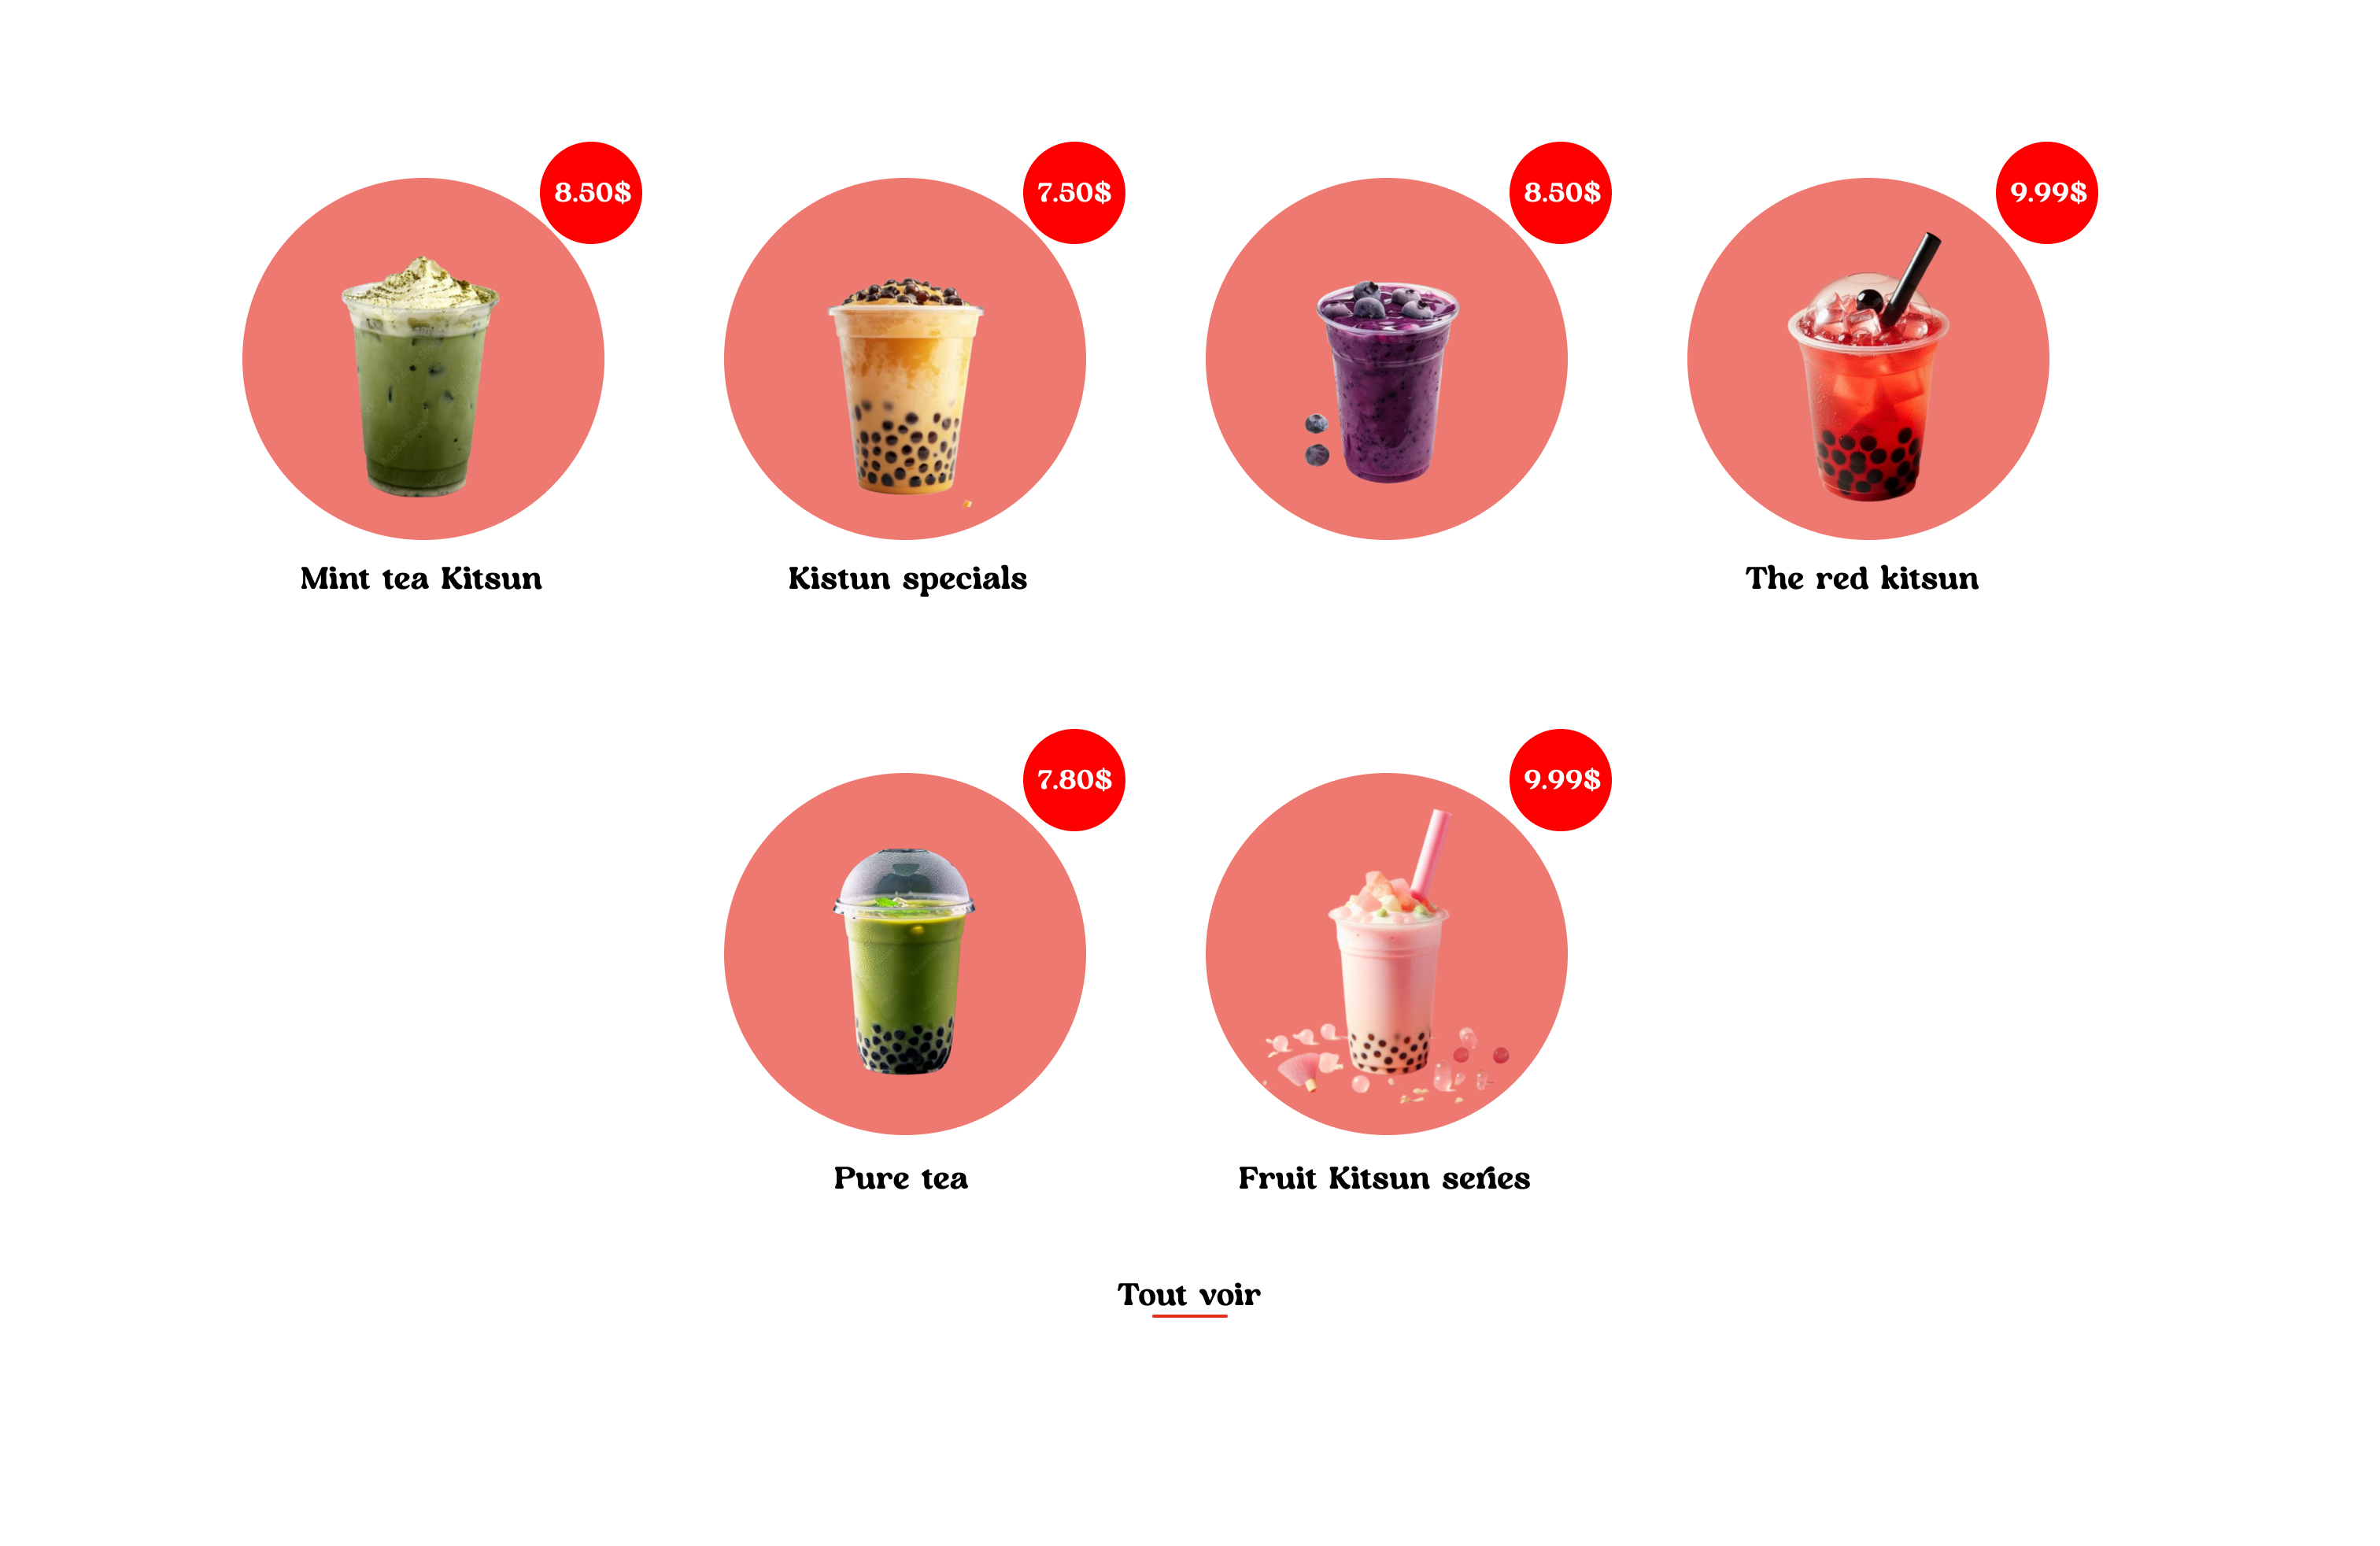 8.50$
7.50$
8.50$
9.99$
Mint tea Kitsun
Kistun specials
The red kitsun
7.80$
9.99$
Pure tea
Fruit Kitsun series
Tout voir